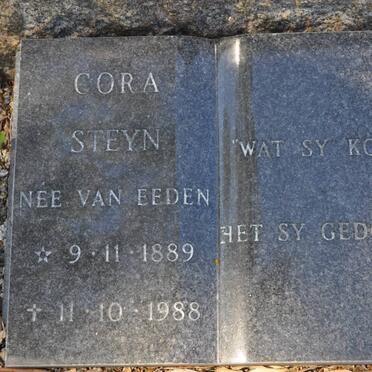 CORA
STEYN
NÉE VAN EEDEN
☆ 9·11·1889
✝ 11·10·1988
"WAT SY
HET SY